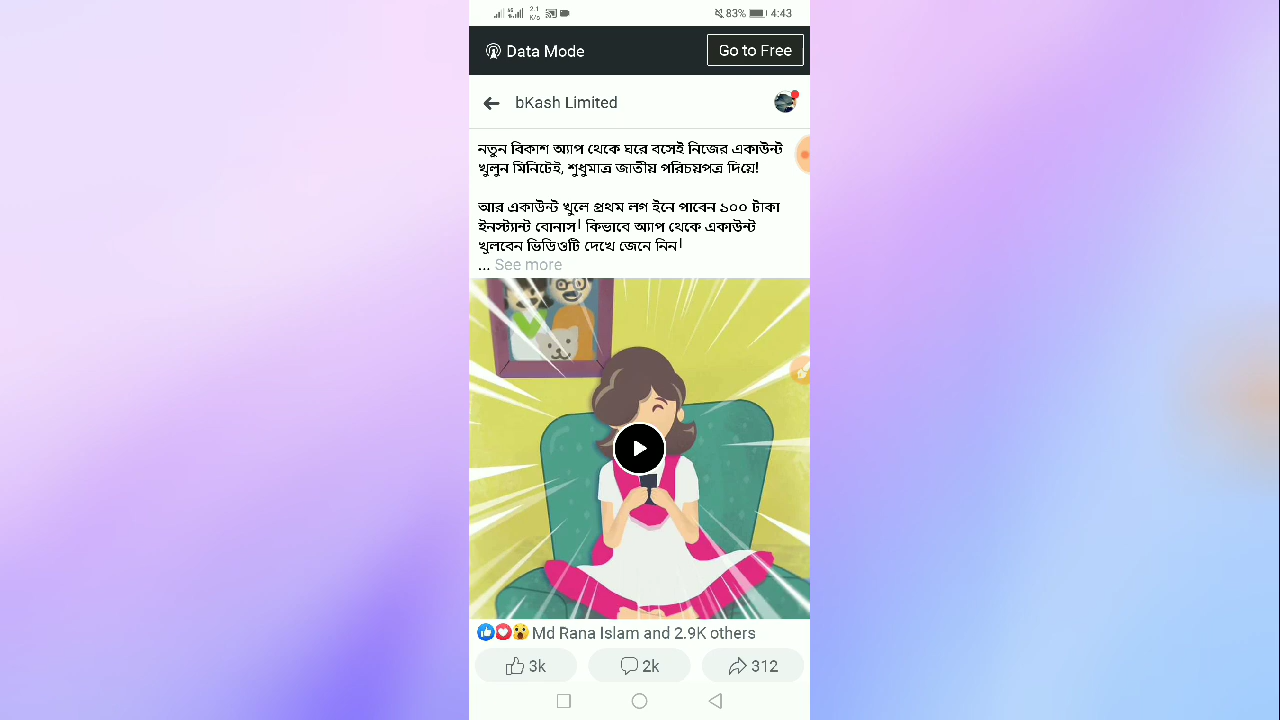 2.1
K/s
83%
4:43
Data Mode
Go to Free
bKash Limited
নতুন বিকাশ অ্যাপ থেকে ঘরে বসেই নিজের একাউন্ট
খুলুন মিনিটেই, শুধুমাত্র জাতীয় পরিচয়পত্র দিয়ে!
আর একাউন্ট খুলে প্রথম লগ ইনে পাবেন ১০০ টাকা
ইনস্ট্যান্ট বোনাস। কিভাবে অ্যাপ থেকে একাউন্ট
খুলবেন ভিডিওটি দেখে জেনে নিন।
... See more
Md Rana Islam and 2.9K others
3k
2k
312